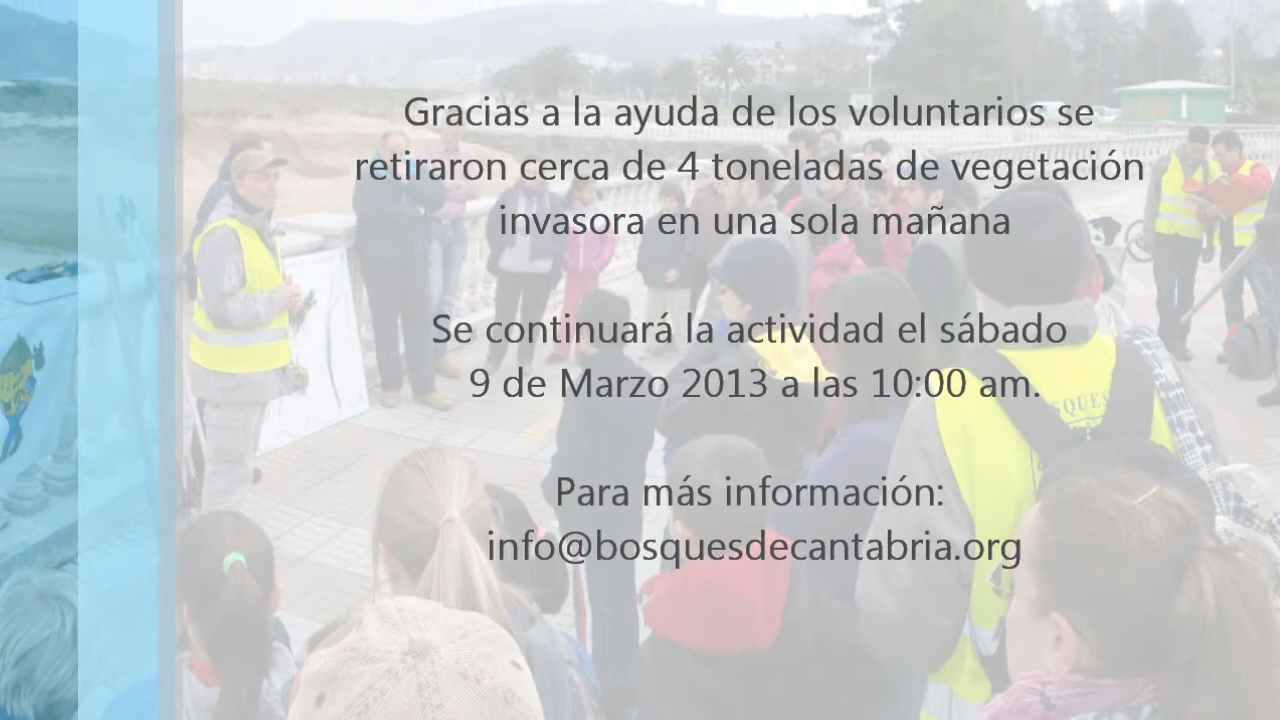 Gracias a la ayuda de los voluntarios se
retiraron cerca de 4 toneladas de vegetación
invasora en una sola mañana
Se continuará la actividad el sábado
9 de Marzo 2013 a las 10:00 am.
Para más información:
info@bosquesdecantabria.org